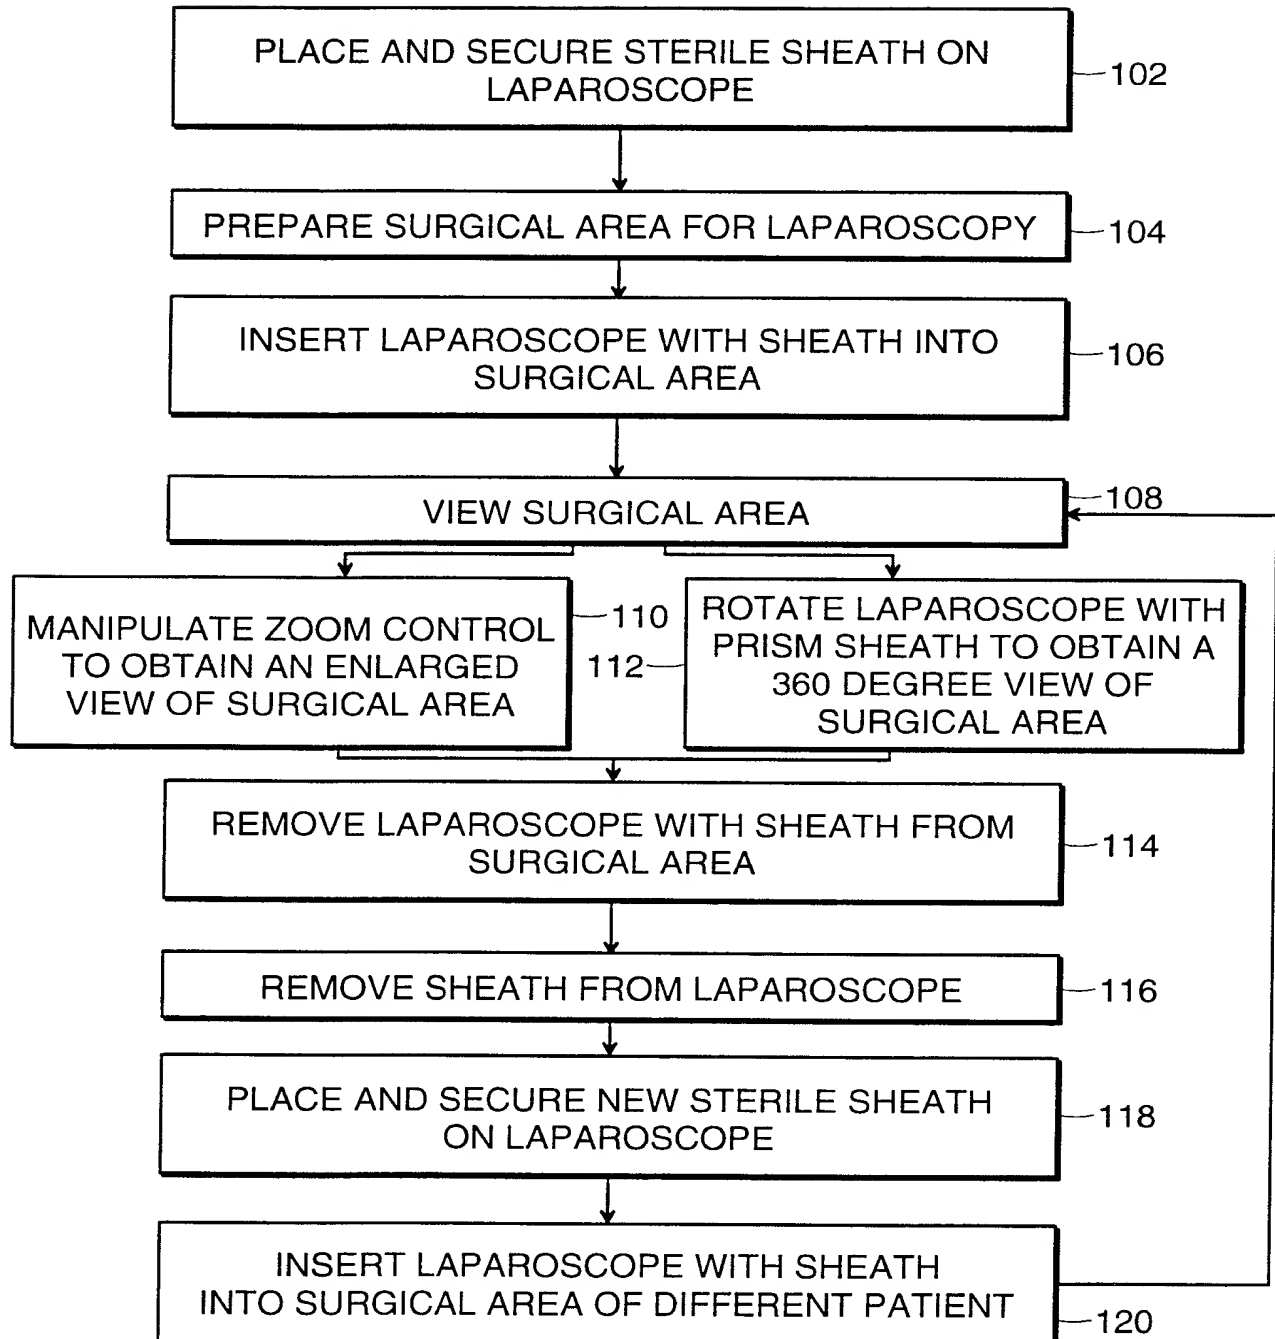 PLACE AND SECURE STERILE SHEATH ON
LAPAROSCOPE
102
PREPARE SURGICAL AREA FOR LAPAROSCOPY
104
INSERT LAPAROSCOPE WITH SHEATH INTO
SURGICAL AREA
106
VIEW SURGICAL AREA
108
MANIPULATE ZOOM CONTROL
TO OBTAIN AN ENLARGED
VIEW OF SURGICAL AREA
110
112
ROTATE LAPAROSCOPE WITH
PRISM SHEATH TO OBTAIN A
360 DEGREE VIEW OF
SURGICAL AREA
REMOVE LAPAROSCOPE WITH SHEATH FROM
SURGICAL AREA
114
REMOVE SHEATH FROM LAPAROSCOPE
116
PLACE AND SECURE NEW STERILE SHEATH
ON LAPAROSCOPE
118
INSERT LAPAROSCOPE WITH SHEATH
INTO SURGICAL AREA OF DIFFERENT PATIENT
120